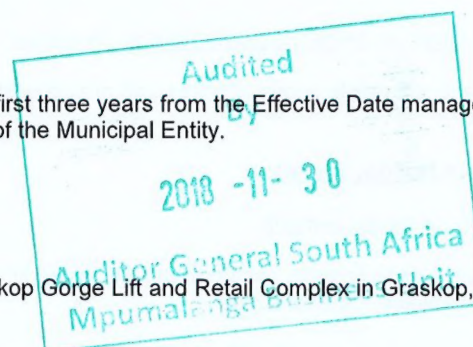 Audited
first three years from the Effective Date manag
By
of the Municipal Entity.
2018 -11- 30
Auditor General South Africa
kop Gorge Lift and Retail Complex in Graskop,
Mpumalanga Business Unit